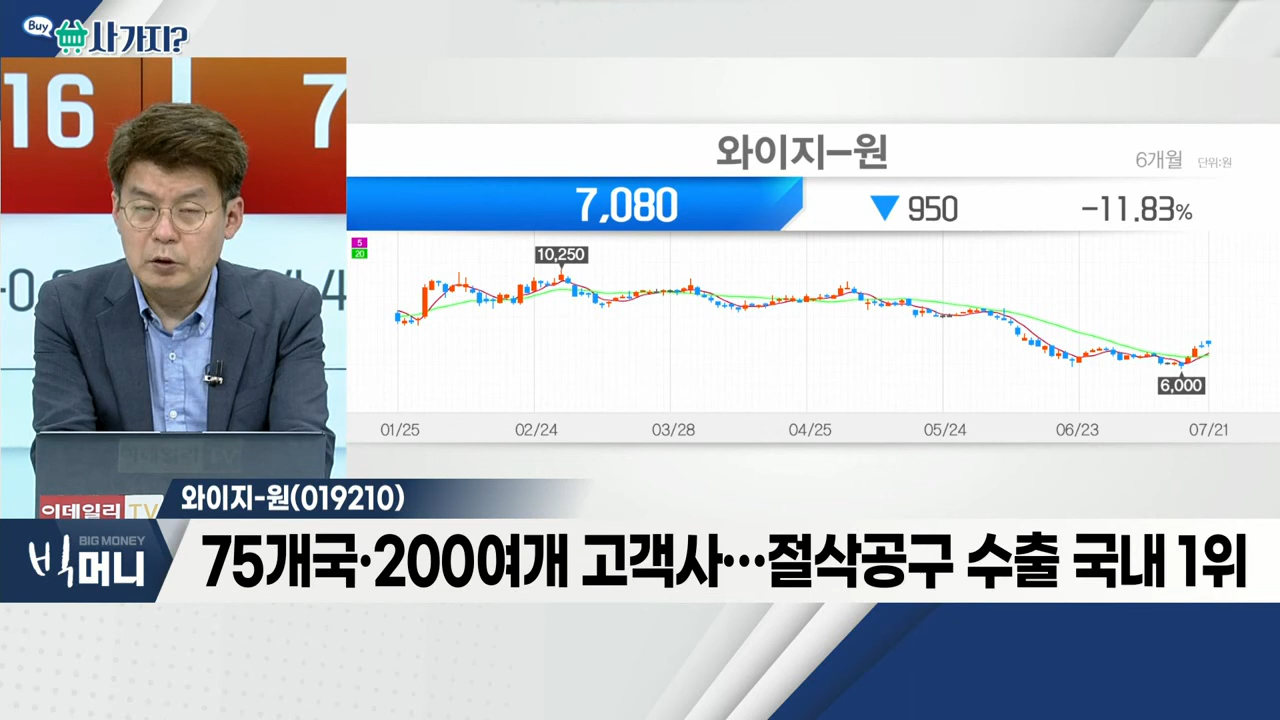 Buy
사 가지?
16
7
와이지-원
6개월
단위:원
7,080
▼ 950
-11.83%
5
20
10,250
6,000
01/25
02/24
03/28
04/25
05/24
06/23
07/21
이데일리TV
와이지-원(019210)
BIG MONEY
빅머니
75개국·200여개 고객사…절삭공구 수출 국내 1위